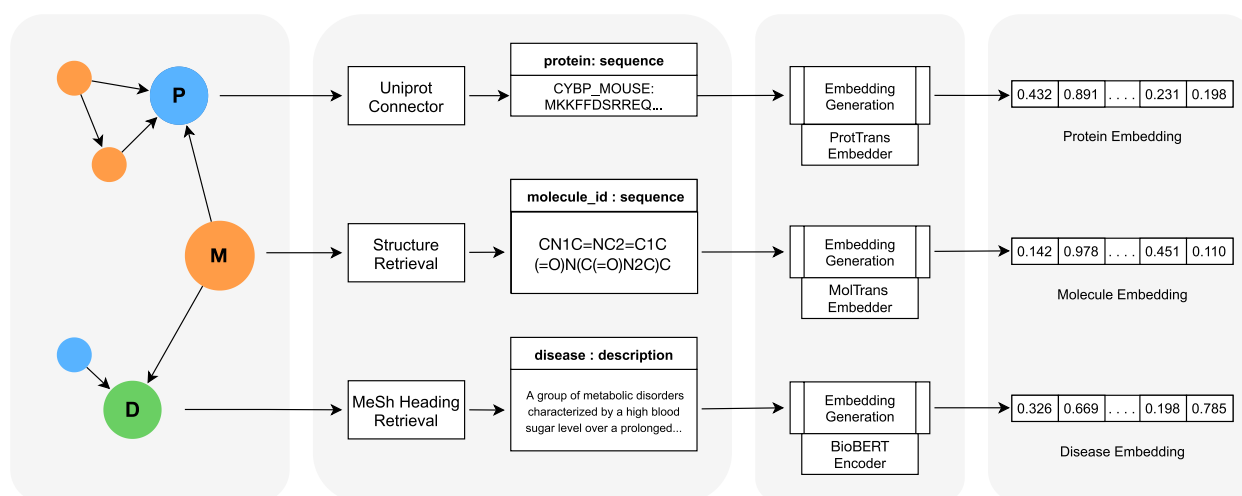 P
Uniprot
Connector
protein: sequence
CYBP_MOUSE:
MKKFFDSRREQ...
Embedding
Generation
ProtTrans
Embedder
0.432 0.891 . . . . 0.231 0.198
Protein Embedding
M
Structure
Retrieval
molecule_id : sequence
CN1C=NC2=C1C
(=O)N(C(=O)N2C)C
Embedding
Generation
MolTrans
Embedder
0.142 0.978 . . . . 0.451 0.110
Molecule Embedding
D
MeSh Heading
Retrieval
disease : description
A group of metabolic disorders
characterized by a high blood
sugar level over a prolonged...
Embedding
Generation
BioBERT
Encoder
0.326 0.669 . . . . 0.198 0.785
Disease Embedding